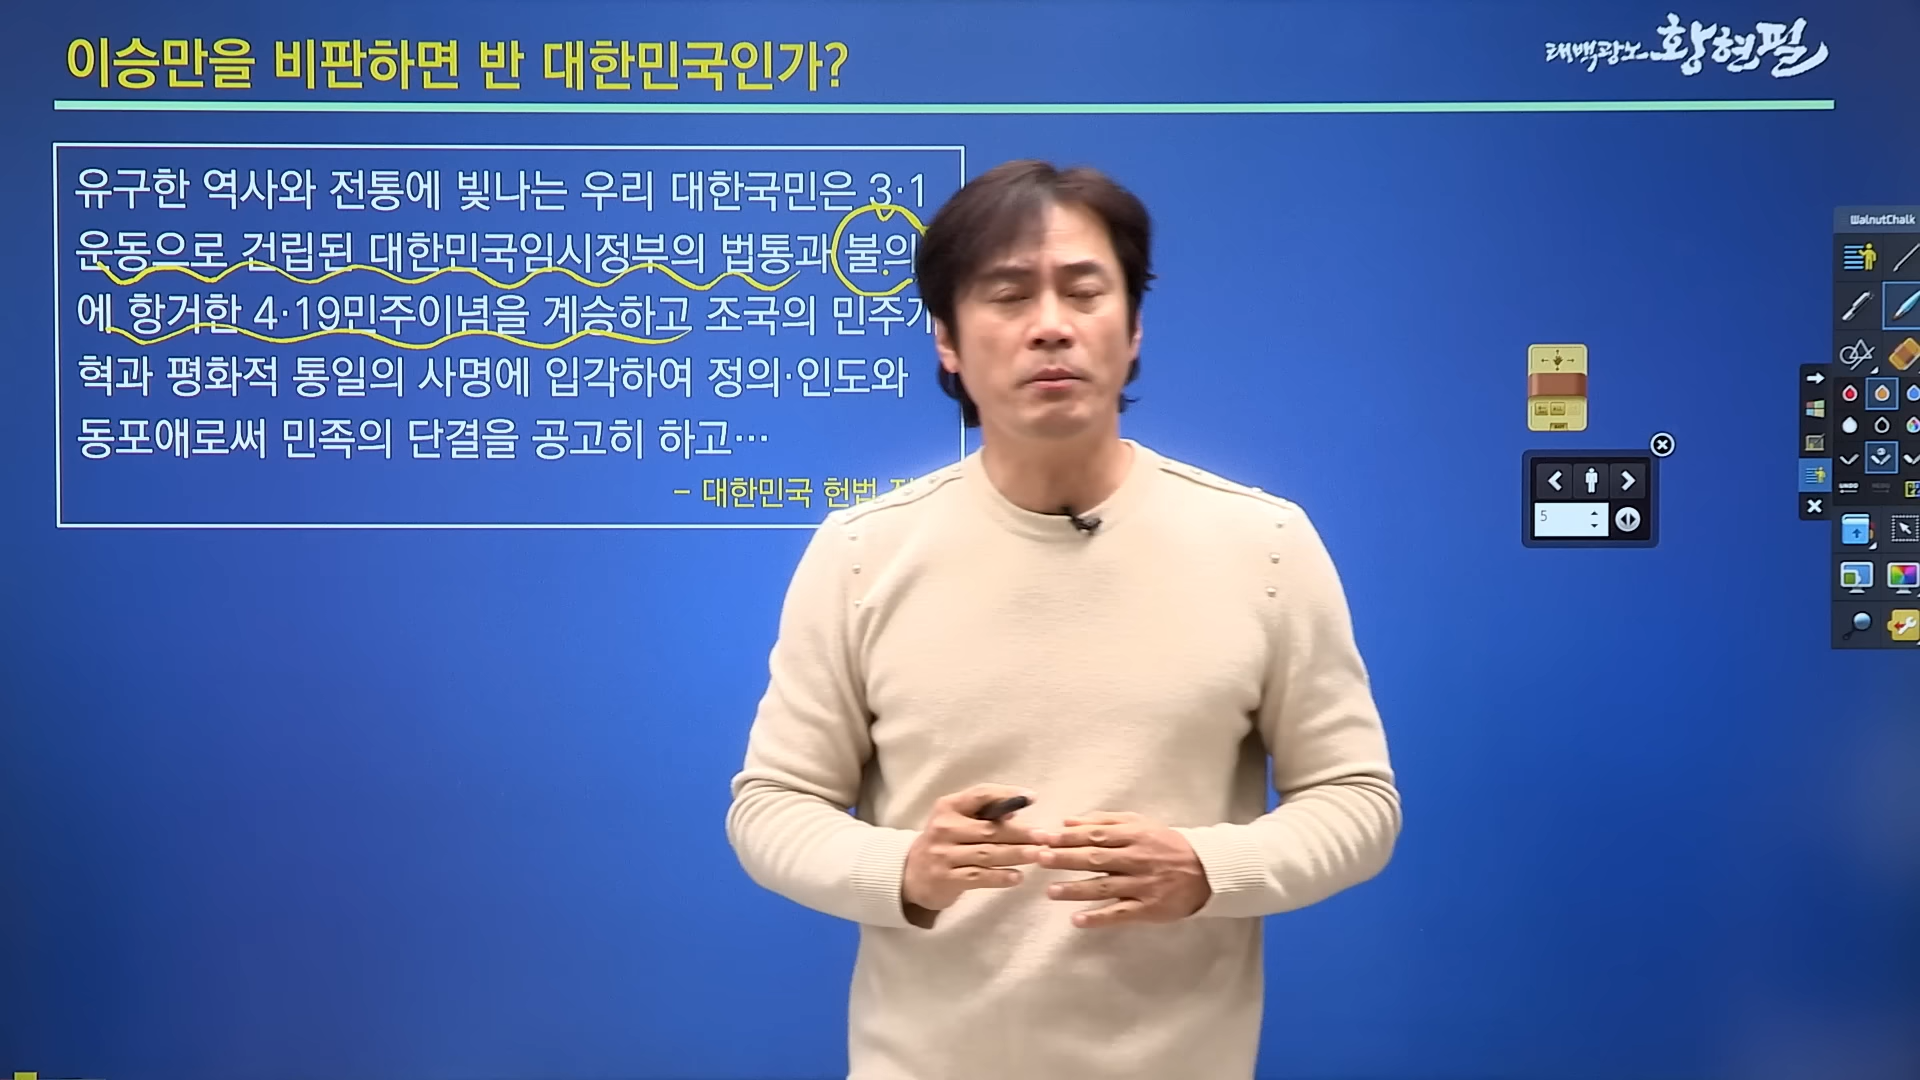 이승만을 비판하면 반 대한민국인가?
태백광노 황현필
유구한 역사와 전통에 빛나는 우리 대한국민은 3·1
운동으로 건립된 대한민국임시정부의 법통과 불의
에 항거한 4·19민주이념을 계승하고 조국의 민주개
혁과 평화적 통일의 사명에 입각하여 정의·인도와
동포애로써 민족의 단결을 공고히 하고…
- 대한민국 헌법
WalnutChalk
5
UNDO